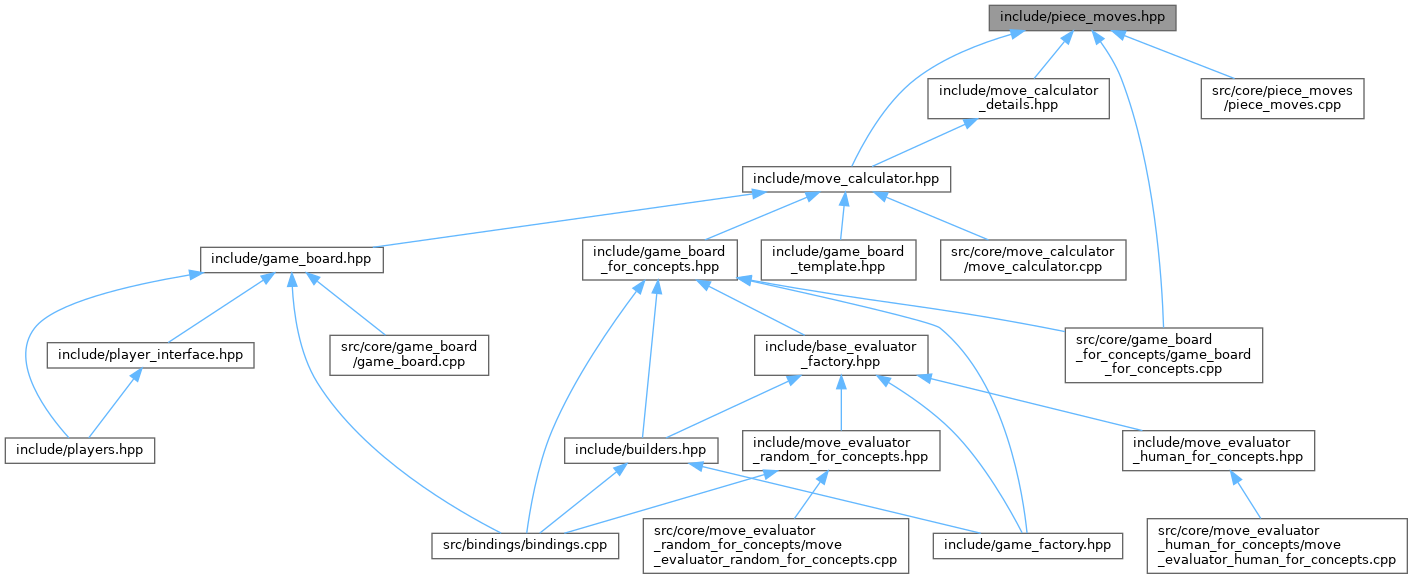 include/piece_moves.hpp
include/move_calculator
_details.hpp
src/core/piece_moves
/piece_moves.cpp
include/move_calculator.hpp
include/game_board.hpp
include/game_board
_for_concepts.hpp
include/game_board
_template.hpp
src/core/move_calculator
/move_calculator.cpp
include/player_interface.hpp
src/core/game_board
/game_board.cpp
include/base_evaluator
_factory.hpp
src/core/game_board
_for_concepts/game_board
_for_concepts.cpp
include/players.hpp
include/builders.hpp
include/move_evaluator
_random_for_concepts.hpp
include/move_evaluator
_human_for_concepts.hpp
src/bindings/bindings.cpp
src/core/move_evaluator
_random_for_concepts/move
_evaluator_random_for_concepts.cpp
include/game_factory.hpp
src/core/move_evaluator
_human_for_concepts/move
_evaluator_human_for_concepts.cpp